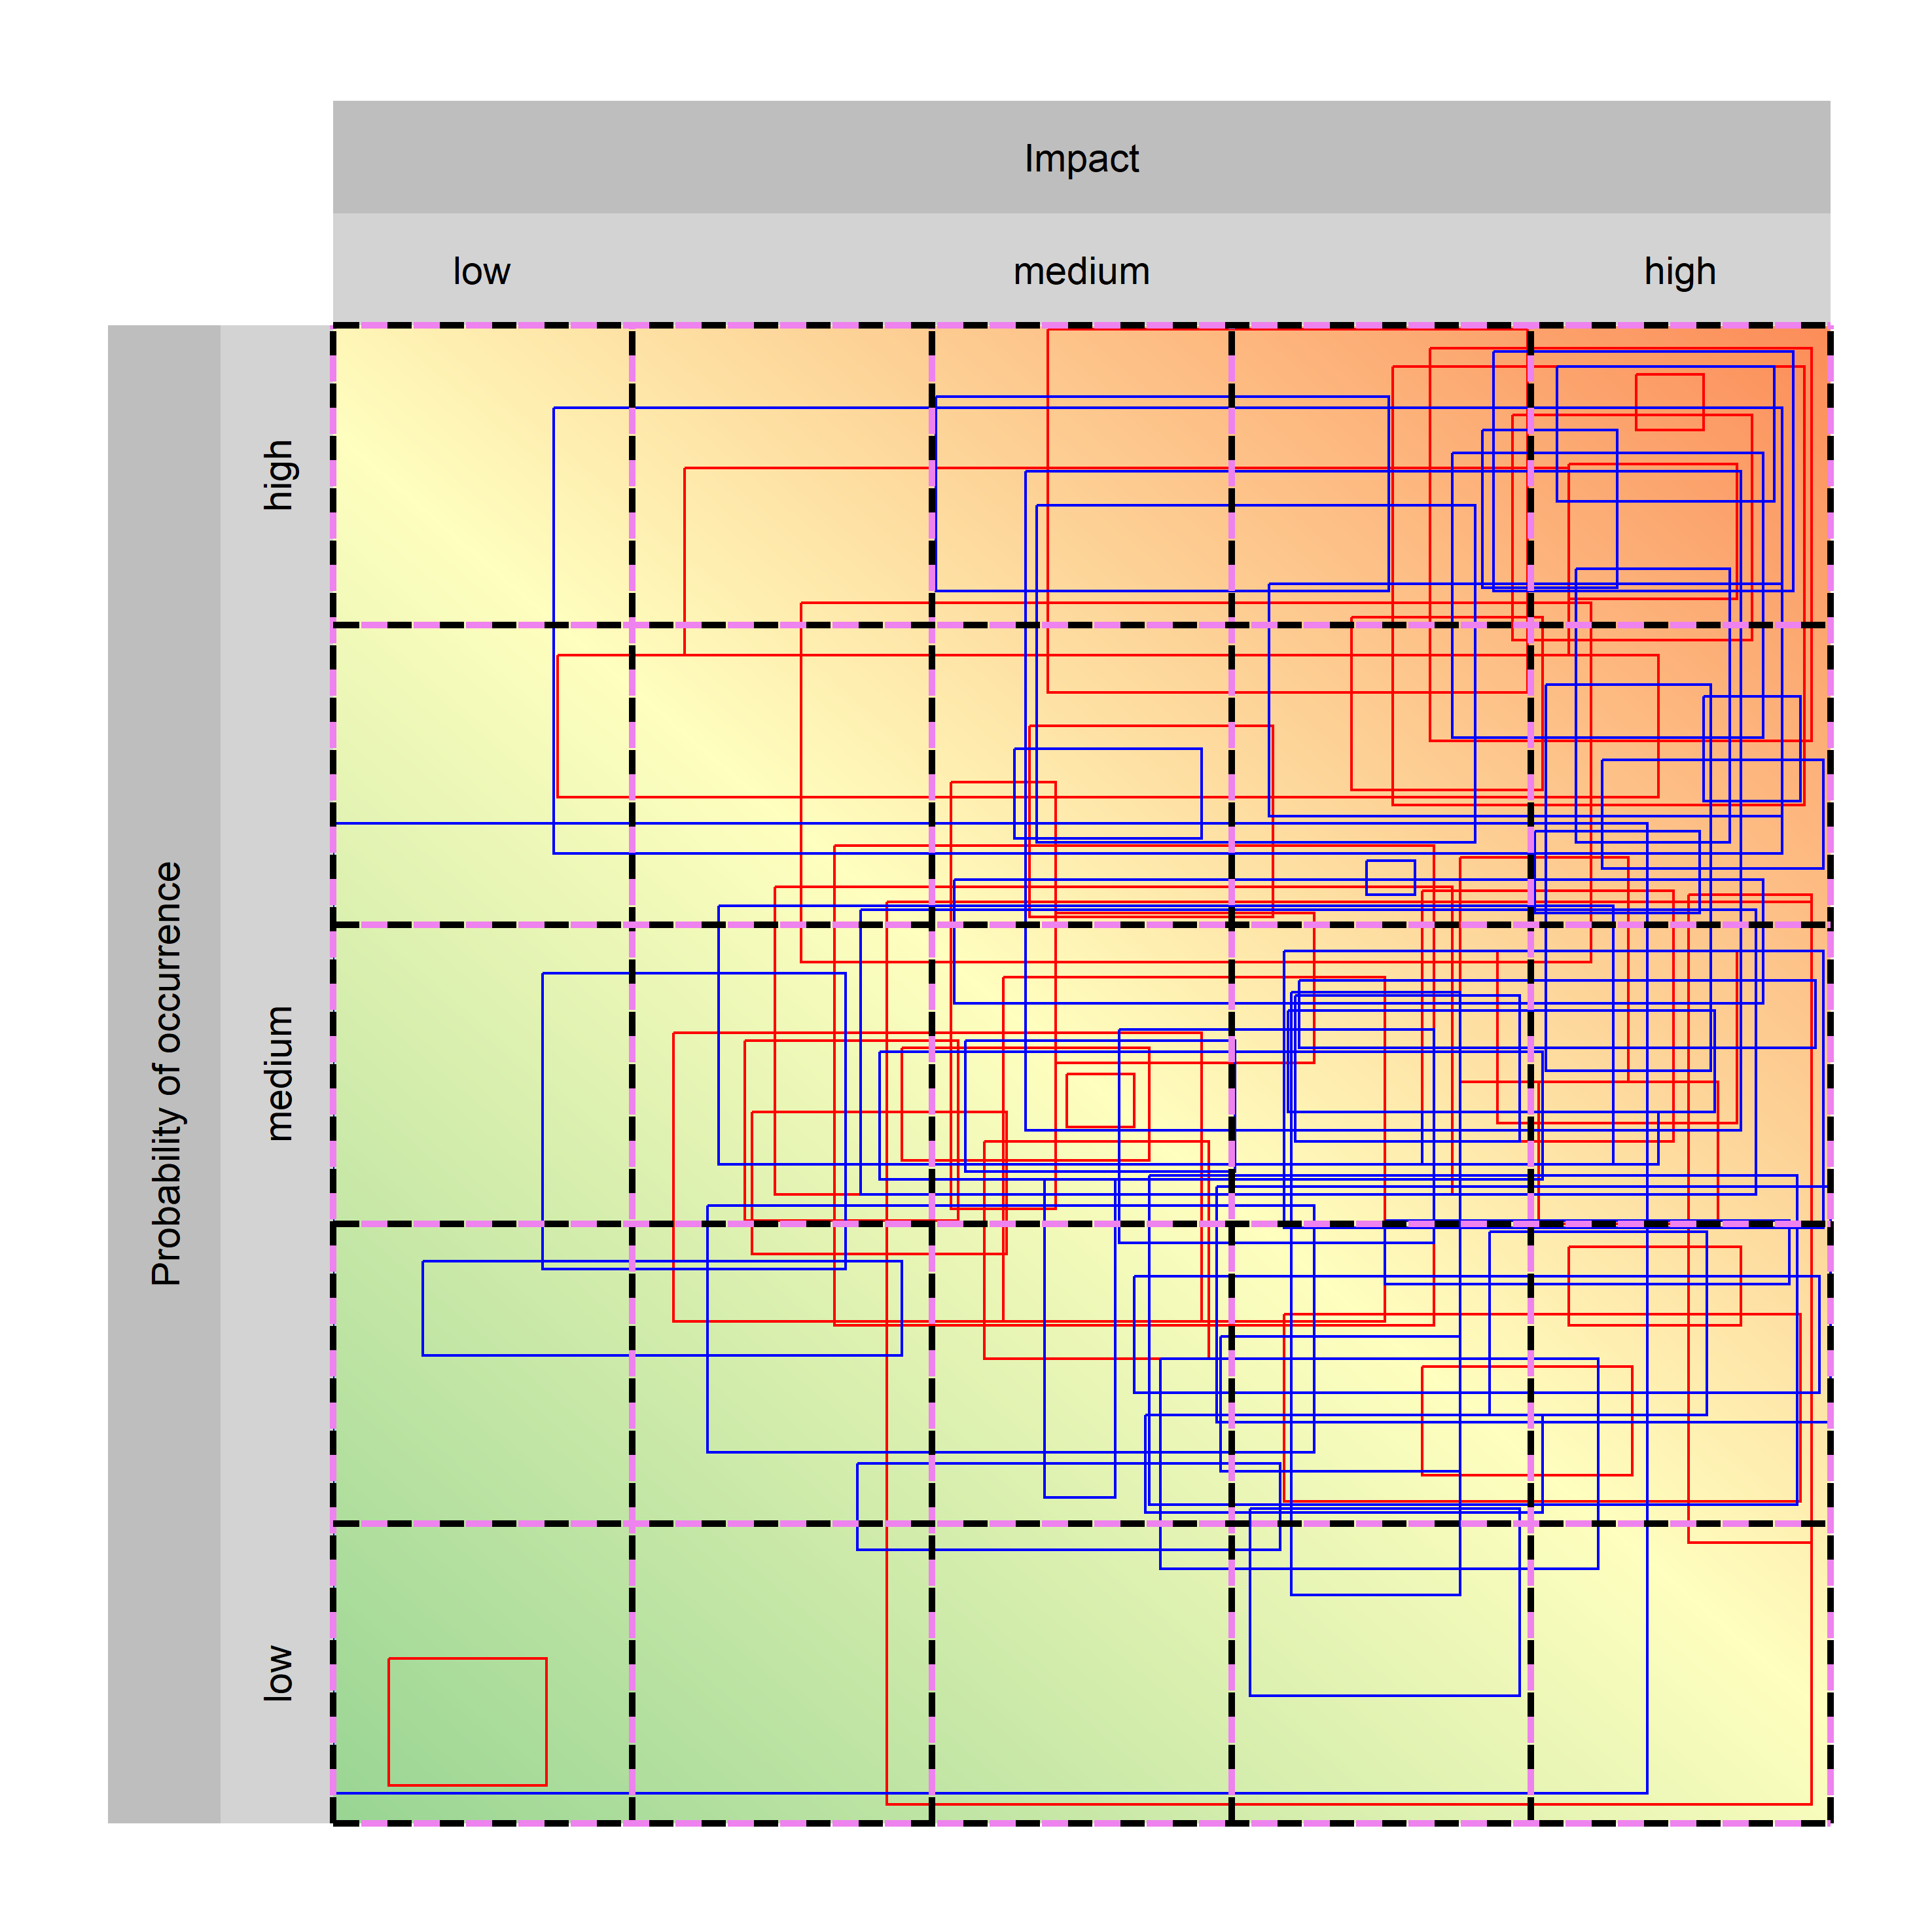 Impact
low
medium
high
Probability of occurrence
high
medium
low